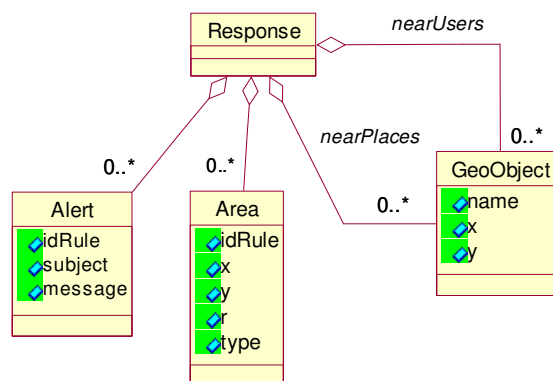 Response
nearUsers
nearPlaces
0..*
0..*
0..*
0..*
Alert
idRule
subject
message
Area
idRule
x
y
r
type
GeoObject
name
x
y